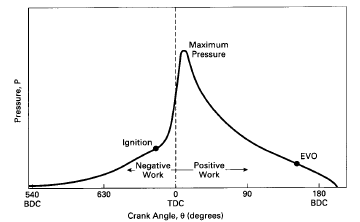 Maximum
Pressure
Pressure, P
Ignition
Negative
Work
Positive
Work
EVO
540
630
0
90
180
BDC
TDC
BDC
Crank Angle, θ (degrees)